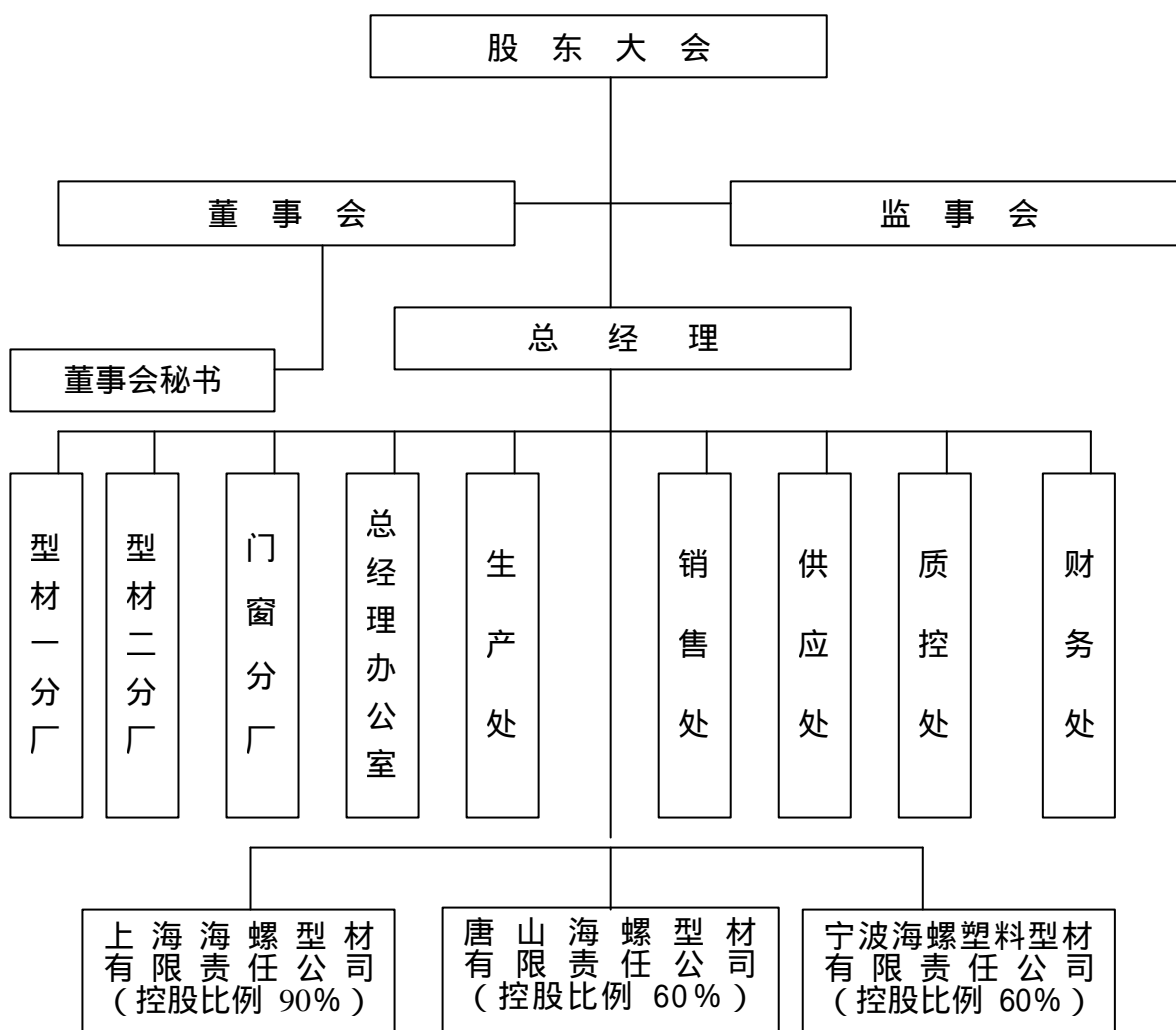 股 东 大 会
董 事 会
监 事 会
总 经 理
董事会秘书
型材一分厂
型材二分厂
门窗分厂
总经理办公室
生产处
销售处
供应处
质控处
财务处
上 海 海 螺 型 材
有 限 责 任 公 司
（控股比例 90％）
唐 山 海 螺 型 材
有 限 责 任 公 司
（控股比例 60％）
宁波海螺塑料型材
有 限 责 任 公 司
（控股比例 60％）